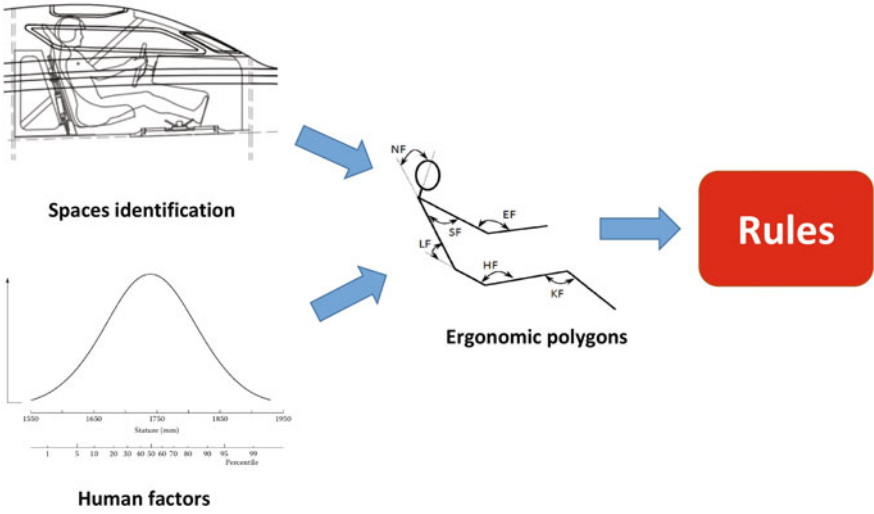 Spaces identification
NF
EF
SF
LF
HF
KF
Ergonomic polygons
Rules
1550 1650 1750 1850 1950
Stature (mm)
1 5 10 20 30 40 50 60 70 80 90 95 99
Percentile
Human factors